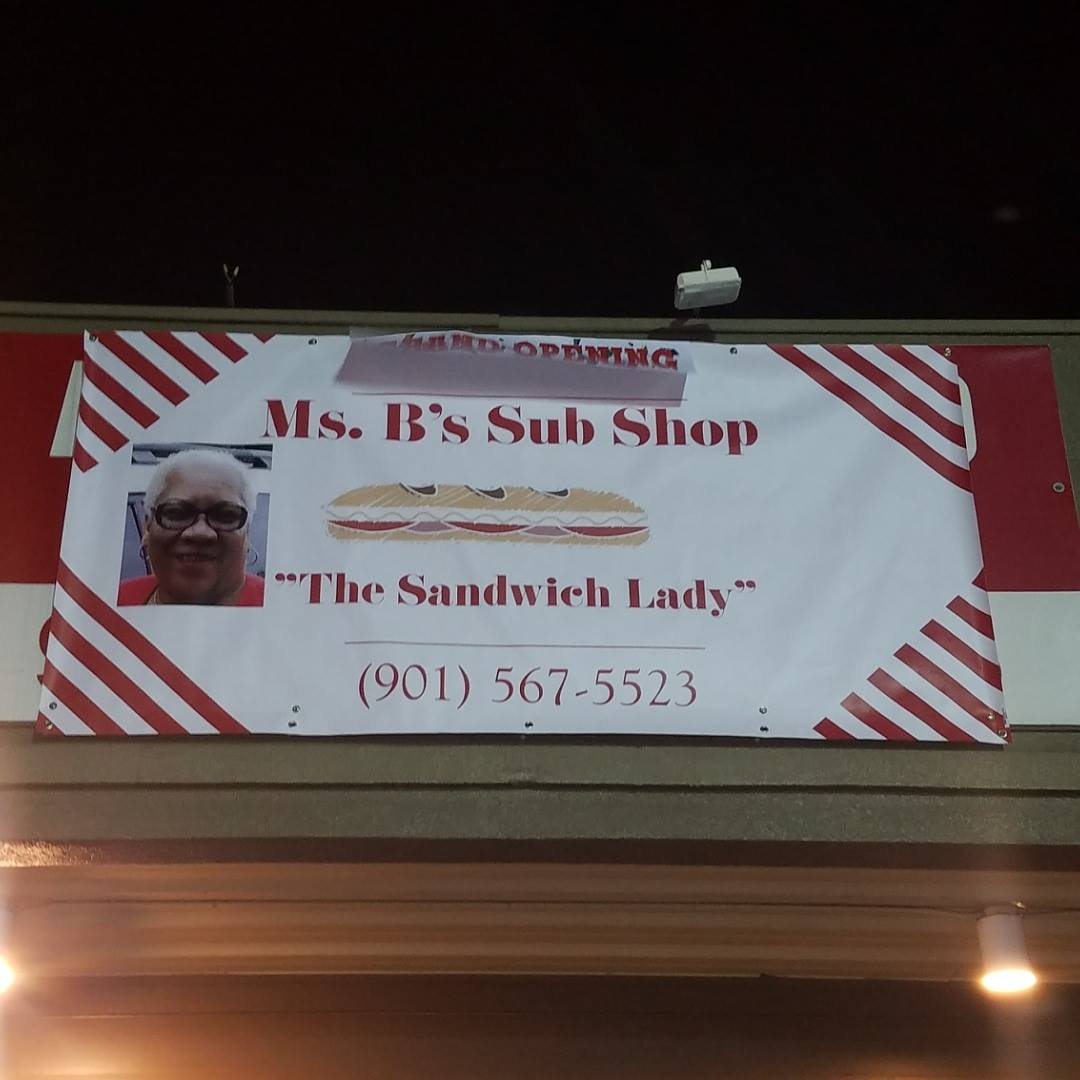 OPENING
Ms. B's Sub Shop
"The Sandwich Lady"
(901) 567-5523